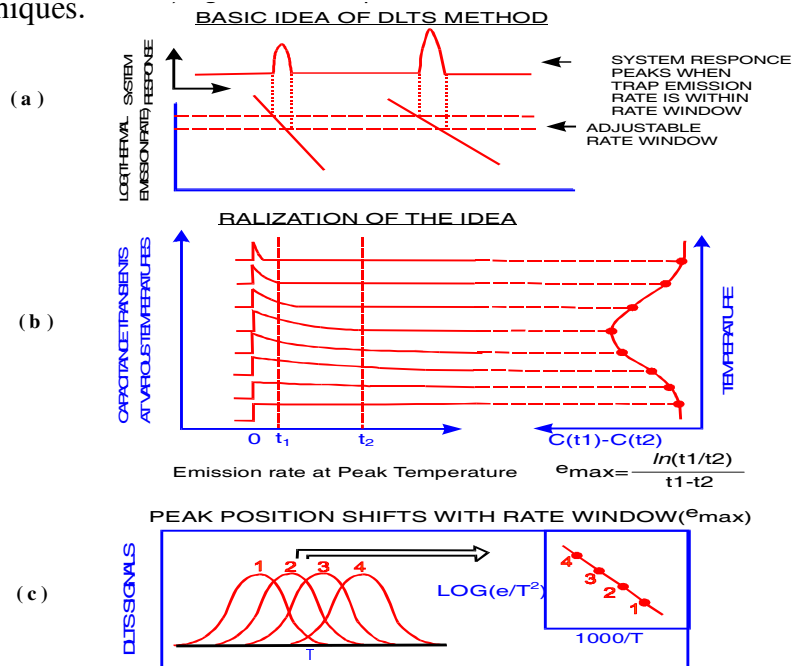 niques.
BASIC IDEA OF DLTS METHOD
(a)
SYSTEM
RESPONSE
SYSTEM RESPONCE
PEAKS WHEN
TRAP EMISSION
RATE IS WITHIN
RATE WINDOW
LOG(THERMAL
EMISSION RATE)
ADJUSTABLE
RATE WINDOW
RALIZATION OF THE IDEA
(b)
CAPACITANCE TRANSIENTS
AT VARIOUS TEMPERATURES
TEMPERATURE
0 t1 t2
C(t1)-C(t2)
Emission rate at Peak Temperature emax= ln(t1/t2)
t1-t2
PEAK POSITION SHIFTS WITH RATE WINDOW(emax)
(c)
DLTS SIGNALS
1 2 3 4
T
LOG(e/T²)
4
3
2
1
1000/T